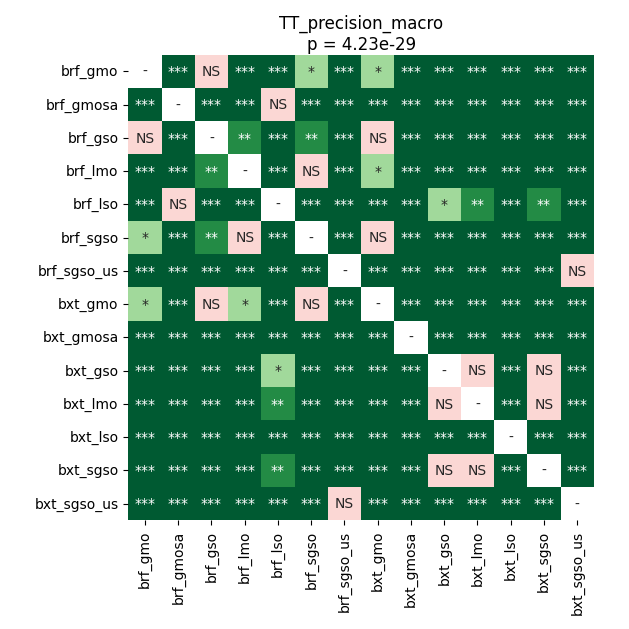 TT_precision_macro
p = 4.23e-29
brf_gmo - *** NS *** *** * *** * *** *** *** *** *** ***
brf_gmosa *** - *** *** NS *** *** *** *** *** *** *** *** ***
brf_gso NS *** - ** *** ** *** NS *** *** *** *** *** ***
brf_lmo *** *** ** - *** NS *** * *** *** *** *** *** ***
brf_lso *** NS *** *** - *** *** *** *** * ** *** ** ***
brf_sgso * *** ** NS *** - *** NS *** *** *** *** *** ***
brf_sgso_us *** *** *** *** *** *** - *** *** *** *** *** *** NS
bxt_gmo * *** NS * *** NS *** - *** *** *** *** *** ***
bxt_gmosa *** *** *** *** *** *** *** *** - *** *** *** *** ***
bxt_gso *** *** *** *** * *** *** *** *** - NS *** NS ***
bxt_lmo *** *** *** *** ** *** *** *** *** NS - *** NS ***
bxt_lso *** *** *** *** *** *** *** *** *** *** *** - *** ***
bxt_sgso *** *** *** *** ** *** *** *** *** NS NS *** - ***
bxt_sgso_us *** *** *** *** *** *** NS *** *** *** *** *** *** -
brf_gmo
brf_gmosa
brf_gso
brf_lmo
brf_lso
brf_sgso
brf_sgso_us
bxt_gmo
bxt_gmosa
bxt_gso
bxt_lmo
bxt_lso
bxt_sgso
bxt_sgso_us